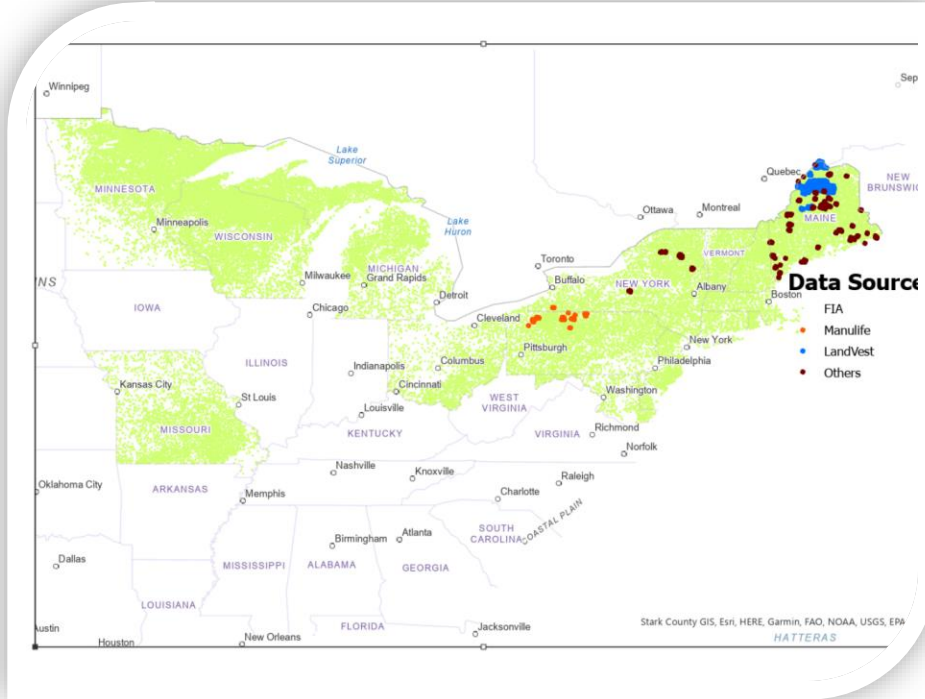 Winnipeg
Sep
Lake
Superior
Quebec
NEW
BRUNSWIC
MINNESOTA
Ottawa
Montreal
MAINE
Minneapolis
WISCONSIN
Lake
Huron
VERMONT
Toronto
MICHIGAN
Grand Rapids
Milwaukee
NS
Buffalo
NEW YORK
Albany
Boston
Data Source
FIA
Manulife
LandVest
Others
IOWA
Chicago
Detroit
Cleveland
New York
Pittsburgh
Philadelphia
ILLINOIS
Indianapolis
Columbus
Kansas City
Cincinnati
Washington
St Louis
WEST
VIRGINIA
Louisville
MISSOURI
KENTUCKY
VIRGINIA
Richmond
Norfolk
Nashville
Knoxville
Raleigh
Oklahoma City
ARKANSAS
Memphis
Charlotte
COASTAL PLAIN
SOUTH
CAROLINA
Birmingham
Atlanta
Dallas
MISSISSIPPI
ALABAMA
GEORGIA
LOUISIANA
FLORIDA
Jacksonville
Austin
Houston
New Orleans
Stark County GIS, Esri, HERE, Garmin, FAO, NOAA, USGS, EPA
HATTERAS